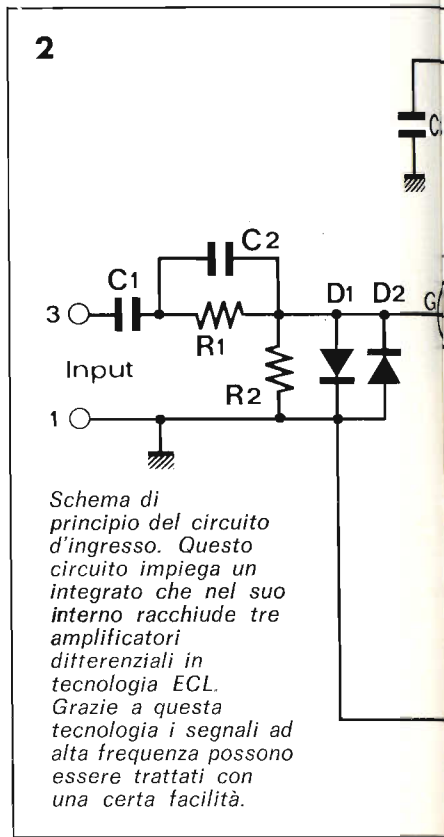 2
C
C2
C1
D1 D2
G
3
R1
Input
R2
1
Schema di
principio del circuito
d'ingresso. Questo
circuito impiega un
integrato che nel suo
interno racchiude tre
amplificatori
ditterenziali in
tecnologia ECL.
Grazie a questa
tecnologia i segnali ad
alta frequenza possono
essere trattati con
una certa facilità.